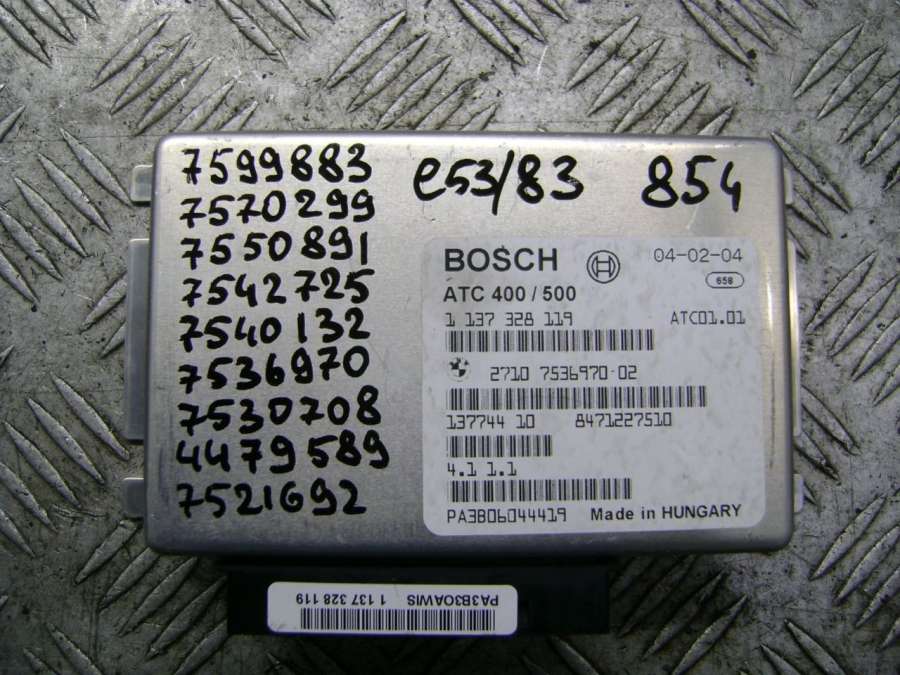 7599883
7570299
7550891
7542725
7540132
7536970
7530708
4479589
7521692
e53/83 854
BOSCH 04-02-04
658
ATC 400 / 500
1 137 328 119 ATC01.01
2710 7536970-02
137744 10 8471227510
4.1 1.1
PA3B06044419 Made in HUNGARY
PA3B3OAWIS 1 137 328 119